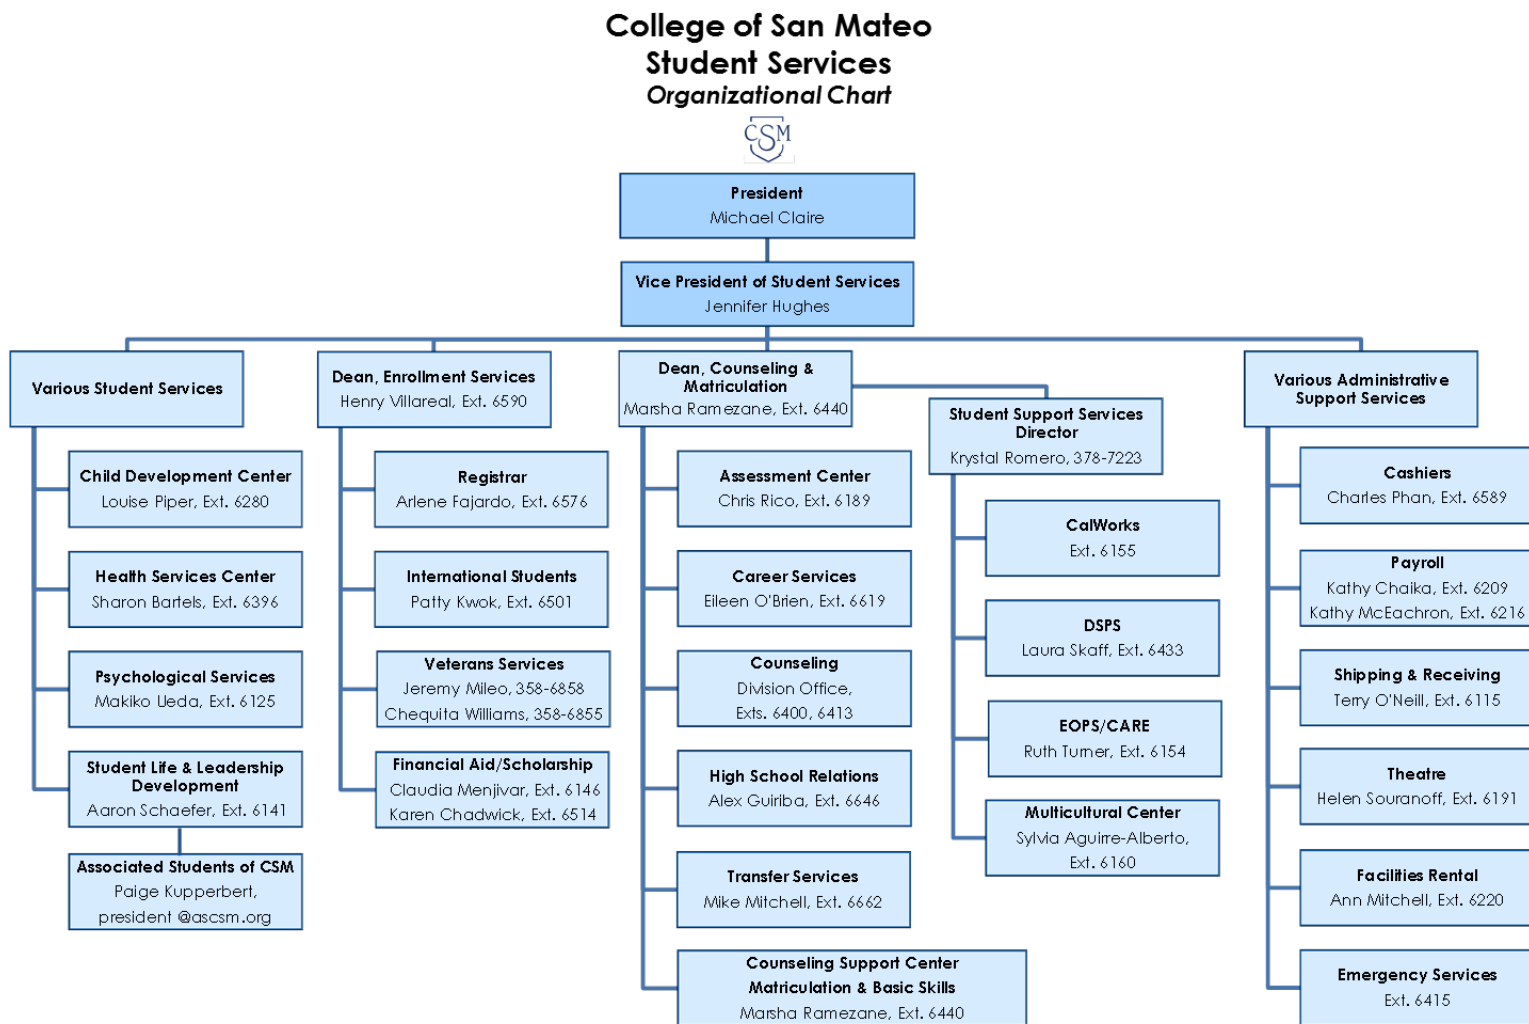 College of San Mateo
Student Services
Organizational Chart
CSM
President
Michael Claire
Vice President of Student Services
Jennifer Hughes
Various Student Services
Child Development Center
Louise Piper, Ext. 6280
Health Services Center
Sharon Bartels, Ext. 6396
Psychological Services
Makiko Ueda, Ext. 6125
Student Life & Leadership
Development
Aaron Schaefer, Ext. 6141
Associated Students of CSM
Paige Kupperbert,
president @ascsm.org
Dean, Enrollment Services
Henry Villareal, Ext. 6590
Registrar
Arlene Fajardo, Ext. 6576
International Students
Patty Kwok, Ext. 6501
Veterans Services
Jeremy Mileo, 358-6858
Chequita Williams, 358-6855
Financial Aid/Scholarship
Claudia Menjivar, Ext. 6146
Karen Chadwick, Ext. 6514
Dean, Counseling &
Matriculation
Marsha Ramezane, Ext. 6440
Assessment Center
Chris Rico, Ext. 6189
Career Services
Eileen O'Brien, Ext. 6619
Counseling
Division Office,
Exts. 6400, 6413
High School Relations
Alex Guiriba, Ext. 6646
Transfer Services
Mike Mitchell, Ext. 6662
Counseling Support Center
Matriculation & Basic Skills
Marsha Ramezane, Ext. 6440
Student Support Services
Director
Krystal Romero, 378-7223
CalWorks
Ext. 6155
DSPS
Laura Skaff, Ext. 6433
EOPS/CARE
Ruth Turner, Ext. 6154
Multicultural Center
Sylvia Aguirre-Alberto,
Ext. 6160
Various Administrative
Support Services
Cashiers
Charles Phan, Ext. 6589
Payroll
Kathy Chaika, Ext. 6209
Kathy McEachron, Ext. 6216
Shipping & Receiving
Terry O'Neill, Ext. 6115
Theatre
Helen Souranoff, Ext. 6191
Facilities Rental
Ann Mitchell, Ext. 6220
Emergency Services
Ext. 6415